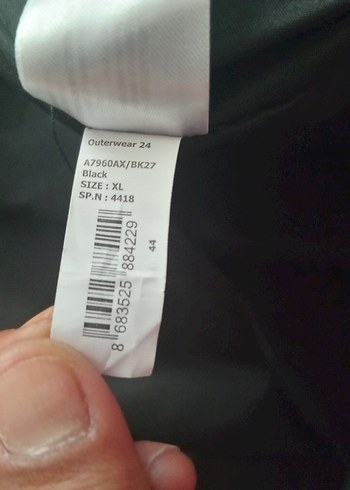 Outerwear 24
A7960AX/BK27
Black
SIZE : XL
SP.N : 4418
8 683525 884229
44